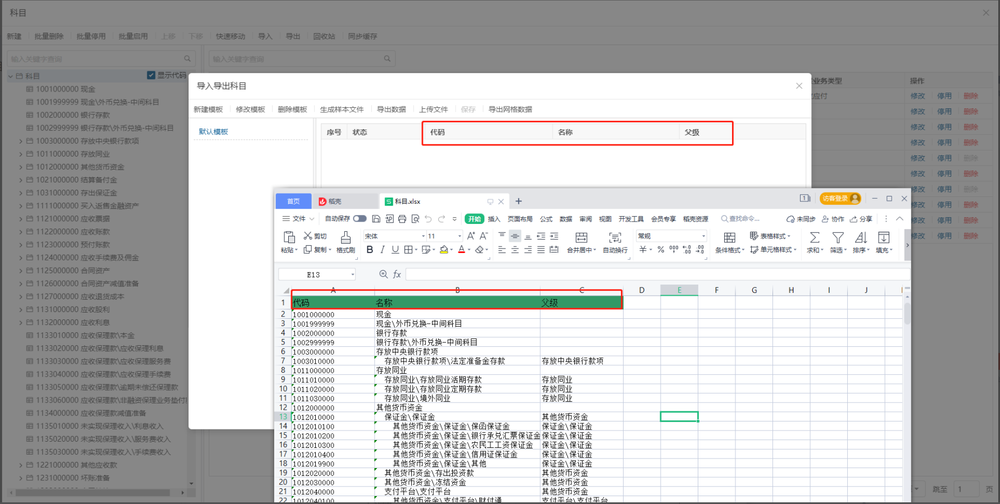 科目
新建 批量删除 批量停用 批量启用 上移 下移 快速移动 导入 导出 回收站 同步缓存
输入关键字查询
输入关键字查询
科目 显示代码
1001000000 现金
1001999999 现金\外币兑换-中间科目
1002000000 银行存款
1002999999 银行存款\外币兑换-中间科目
1003000000 存放中央银行款项
1011000000 存放同业
1012000000 其他货币资金
1021000000 结算备付金
1031000000 存出保证金
1111000000 买入返售金融资产
1121000000 应收票据
1122000000 应收账款
1123000000 预付账款
1124000000 应收手续费及佣金
1125000000 合同资产
1126000000 合同资产减值准备
1127000000 应收退货成本
1131000000 应收股利
1132000000 应收利息
1133010000 应收保理款\本金
1133020000 应收保理款\应收保理利息
1133030000 应收保理款\应收保理服务费
1133040000 应收保理款\应收保理手续费
1133050000 应收保理款\逾期未偿还保理款
1133060000 应收保理款\非融资保理业务垫付
1134000000 应收保理款减值准备
1135010000 未实现保理收入\利息收入
1135020000 未实现保理收入\服务费收入
1135030000 未实现保理收入\手续费收入
1221000000 其他应收款
1231000000 坏账准备
业务类型 操作
应付 修改 停用 删除
修改 停用 删除
修改 停用 删除
修改 停用 删除
修改 停用 删除
修改 停用 删除
修改 停用 删除
修改 停用 删除
修改 停用 删除
修改 停用 删除
跳至 1 页
导入导出科目
新建模板 修改模板 删除模板 生成样本文件 导出数据 上传文件 保存 导出网格数据
默认模板
序号 状态 代码 名称 父级
首页 稻壳 科目.xlsx 1 访客登录
文件 自动保存 开始 插入 页面布局 公式 数据 审阅 视图 开发工具 会员专享 稻壳资源 查找命令... 未同步 协作 分享
剪切 宋体 11 常规 表格样式
粘贴 复制 格式刷 B I U A 合并居中 自动换行 ¥ % 000 条件格式 单元格样式 求和 筛选 排序 填充
E13 fx
A B C D E F G H I J
1 代码 名称 父级
2 1001000000 现金
3 1001999999 现金\外币兑换-中间科目
4 1002000000 银行存款
5 1002999999 银行存款\外币兑换-中间科目
6 1003000000 存放中央银行款项
7 1003010000 存放中央银行款项\法定准备金存款 存放中央银行款项
8 1011000000 存放同业
9 1011010000 存放同业\存放同业活期存款 存放同业
10 1011020000 存放同业\存放同业定期存款 存放同业
11 1011030000 存放同业\境外同业 存放同业
12 1012000000 其他货币资金
13 1012010000 保证金\保证金 其他货币资金
14 1012010100 其他货币资金\保证金\保函保证金 保证金\保证金
15 1012010200 其他货币资金\保证金\银行承兑汇票保证金 保证金\保证金
16 1012010300 其他货币资金\保证金\农民工工资保证金 保证金\保证金
17 1012010400 其他货币资金\保证金\信用证保证金 保证金\保证金
18 1012019900 其他货币资金\保证金\其他 保证金\保证金
19 1012020000 其他货币资金\存出投资款 其他货币资金
20 1012030000 其他货币资金\冻结资金 其他货币资金
21 1012040000 支付平台\支付平台 其他货币资金
22 1012040100 其他货币资金\支付平台\财付通 支付平台\支付平台